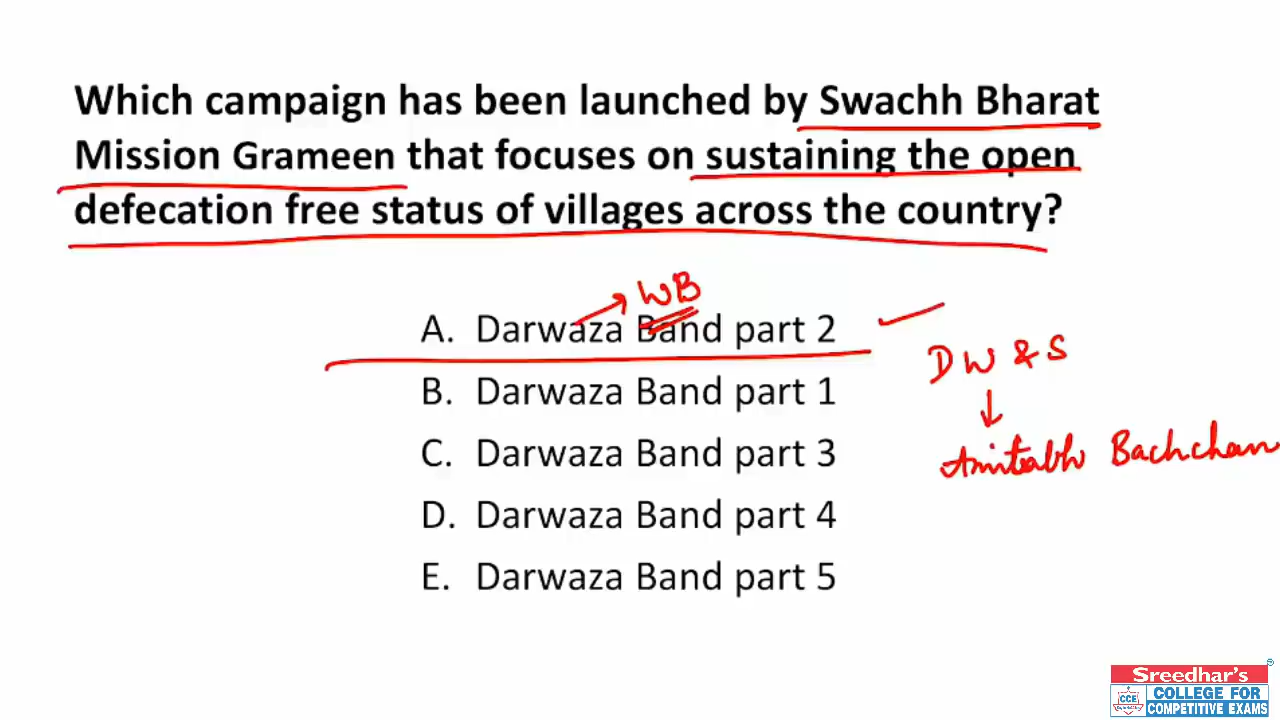 Which campaign has been launched by Swachh Bharat
Mission Grameen that focuses on sustaining the open
defecation free status of villages across the country?
WB
A. Darwaza Band part 2
DW & S
B. Darwaza Band part 1
Amitabh Bachchan
C. Darwaza Band part 3
D. Darwaza Band part 4
E. Darwaza Band part 5
Sreedhar's
CCE
COLLEGE FOR
COMPETITIVE EXAMS